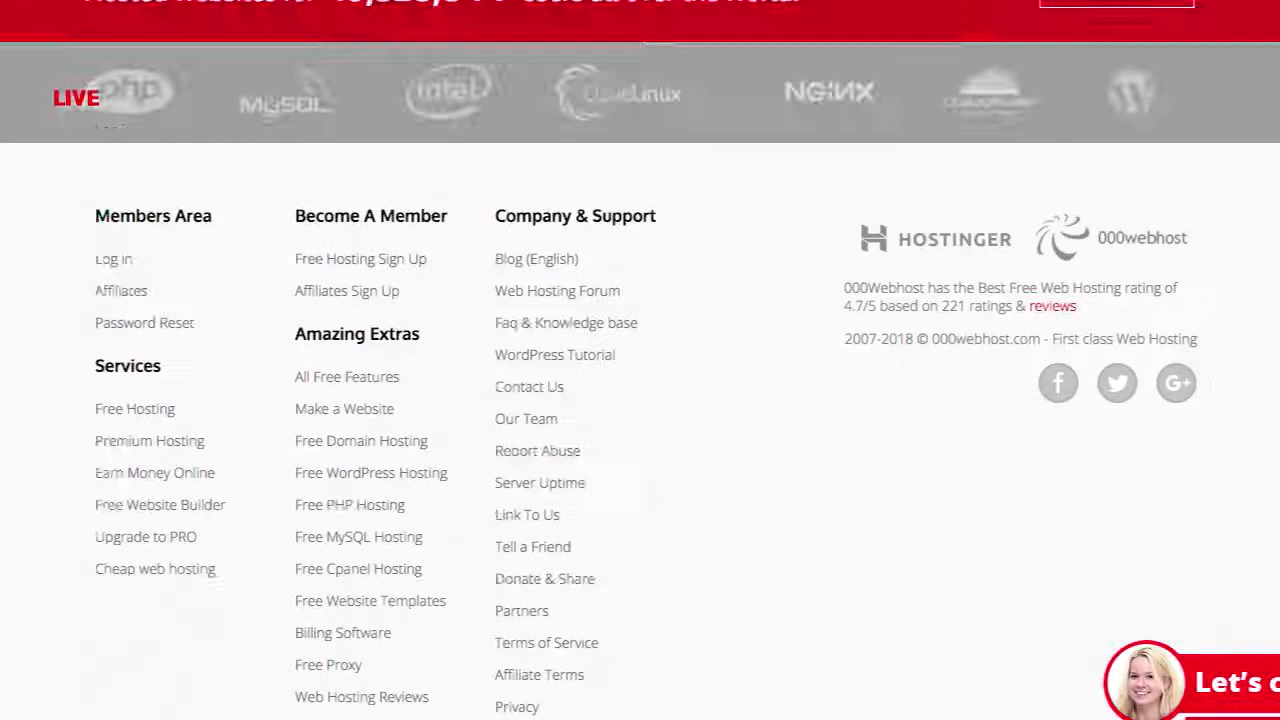 LIVE
php
MySQL
intel
CloudLinux
NGiNX
Members Area
Log in
Affiliates
Password Reset
Services
Free Hosting
Premium Hosting
Earn Money Online
Free Website Builder
Upgrade to PRO
Cheap web hosting
Become A Member
Free Hosting Sign Up
Affiliates Sign Up
Amazing Extras
All Free Features
Make a Website
Free Domain Hosting
Free WordPress Hosting
Free PHP Hosting
Free MySQL Hosting
Free Cpanel Hosting
Free Website Templates
Billing Software
Free Proxy
Web Hosting Reviews
Company & Support
Blog (English)
Web Hosting Forum
Faq & Knowledge base
WordPress Tutorial
Contact Us
Our Team
Report Abuse
Server Uptime
Link To Us
Tell a Friend
Donate & Share
Partners
Terms of Service
Affiliate Terms
Privacy
HOSTINGER
000webhost
000Webhost has the Best Free Web Hosting rating of
4.7/5 based on 221 ratings & reviews
2007-2018 © 000webhost.com - First class Web Hosting
f
G+
Let's